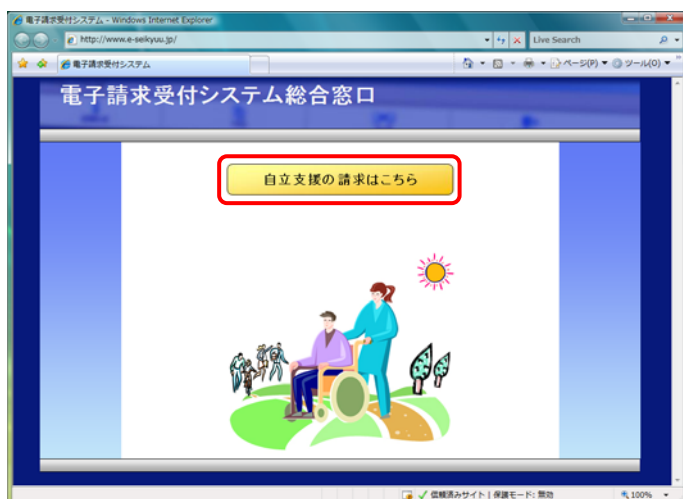 電子請求受付システム - Windows Internet Explorer
http://www.e-seikyuu.jp/
Live Search
電子請求受付システム
ページ(P)
ツール(O)
電子請求受付システム総合窓口
自立支援の請求はこちら
信頼済みサイト | 保護モード: 無効
100%